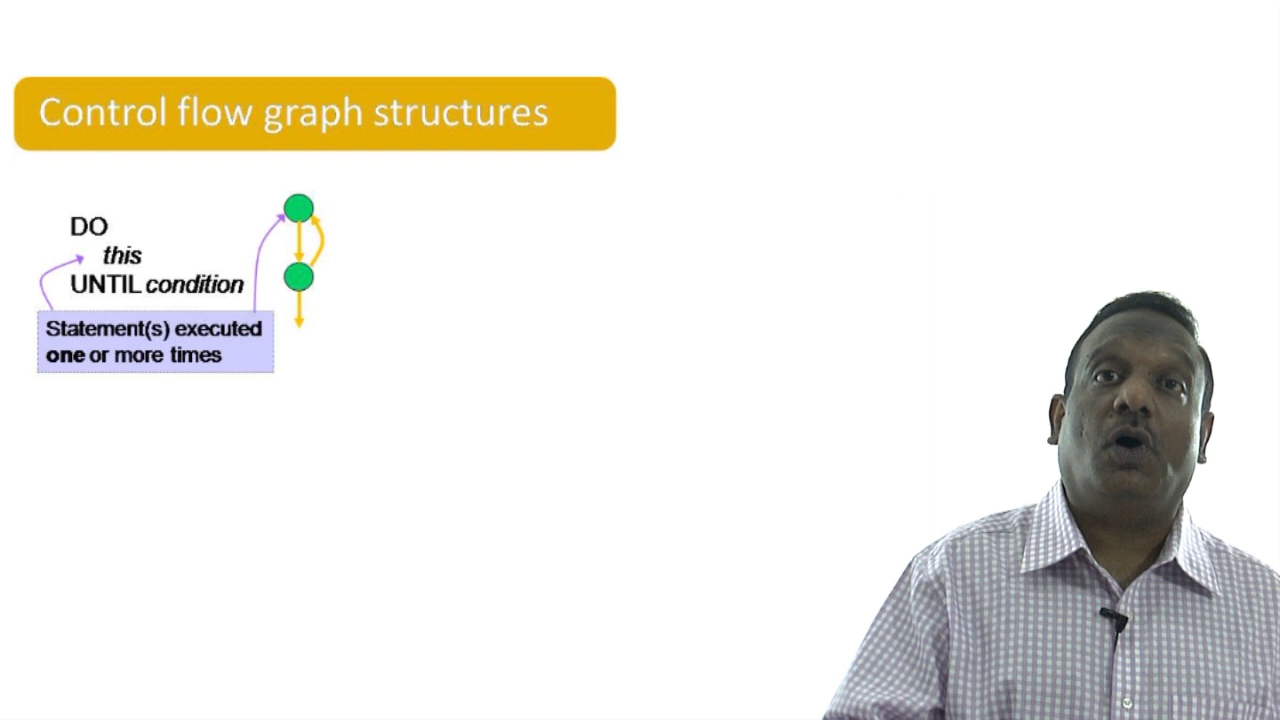 Control flow graph structures
DO
this
UNTIL condition
Statement(s) executed
one or more times